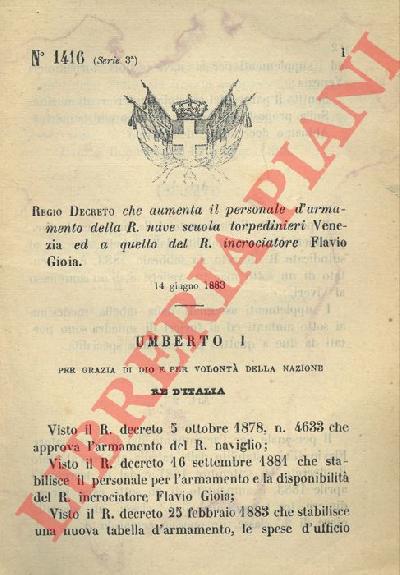 N° 1416 (Serie 3ª)
1
REGIO DECRETO che aumenta il personale d'arma-
mento della R. nave scuola torpedinieri Vene-
zia ed a quello del R. incrociatore Flavio
Gioia.
14 giugno 1883
UMBERTO I
PER GRAZIA DI DIO E PER VOLONTÀ DELLA NAZIONE
RE D'ITALIA
Visto il R. decreto 5 ottobre 1878, n. 4633 che
approva l'armamento del R. naviglio;
Visto il R. decreto 16 settembre 1881 che sta-
bilisce il personale per l'armamento e la disponibilità
del R. incrociatore Flavio Gioia;
Visto il R. decreto 25 febbraio 1883 che stabilisce
una nuova tabella d'armamento, le spese d'ufficio
LIBRERIA PIANI